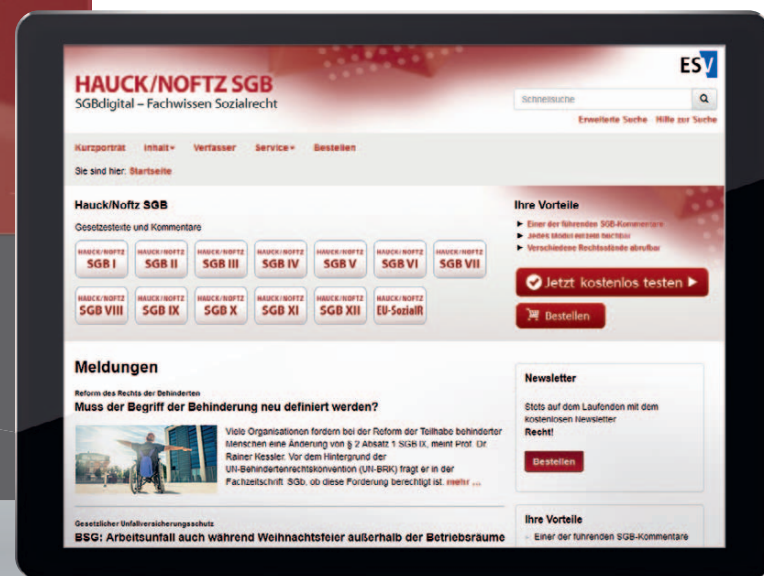 HAUCK/NOFTZ SGB
SGBdigital – Fachwissen Sozialrecht
ESV
Schnellsuche
Erweiterte Suche Hilfe zur Suche
Kurzporträt Inhalt Verfasser Service Bestellen
Sie sind hier: Startseite
Hauck/Noftz SGB
Gesetzestexte und Kommentare
HAUCK/NOFTZ HAUCK/NOFTZ HAUCK/NOFTZ HAUCK/NOFTZ HAUCK/NOFTZ HAUCK/NOFTZ HAUCK/NOFTZ
SGB I SGB II SGB III SGB IV SGB V SGB VI SGB VII
HAUCK/NOFTZ HAUCK/NOFTZ HAUCK/NOFTZ HAUCK/NOFTZ HAUCK/NOFTZ HAUCK/NOFTZ
SGB VIII SGB IX SGB X SGB XI SGB XII EU-SozialR
Ihre Vorteile
Einer der führenden SGB-Kommentare
Jedes Modul einzeln buchbar
Verschiedene Rechtsstände abrufbar
Jetzt kostenlos testen
Bestellen
Meldungen
Reform des Rechts der Behinderten
Muss der Begriff der Behinderung neu definiert werden?
Viele Organisationen fordern bei der Reform der Teilhabe behinderter
Menschen eine Änderung von § 2 Absatz 1 SGB IX, meint Prof. Dr.
Rainer Kessler. Vor dem Hintergrund der
UN-Behindertenrechtskonvention (UN-BRK) fragt er in der
Fachzeitschrift SGb, ob diese Forderung berechtigt ist. mehr ...
Gesetzlicher Unfallversicherungsschutz
BSG: Arbeitsunfall auch während Weihnachtsfeier außerhalb der Betriebsräume
Newsletter
Stets auf dem Laufenden mit dem
kostenlosen Newsletter
Recht!
Bestellen
Ihre Vorteile
Einer der führenden SGB-Kommentare